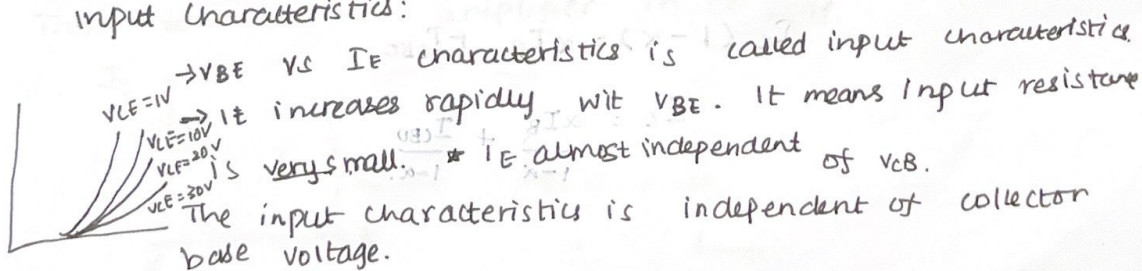 Input Characteristics:
→ VBE vs IE characteristics is called input characteristics.
→ It increases rapidly wit VBE. It means Input resistane
is very small. * IE almost independent of VCB.
The input characteristics is independent of collector
base voltage.
VCE=1V
VCE=10V
VCE=20V
VCE=30V